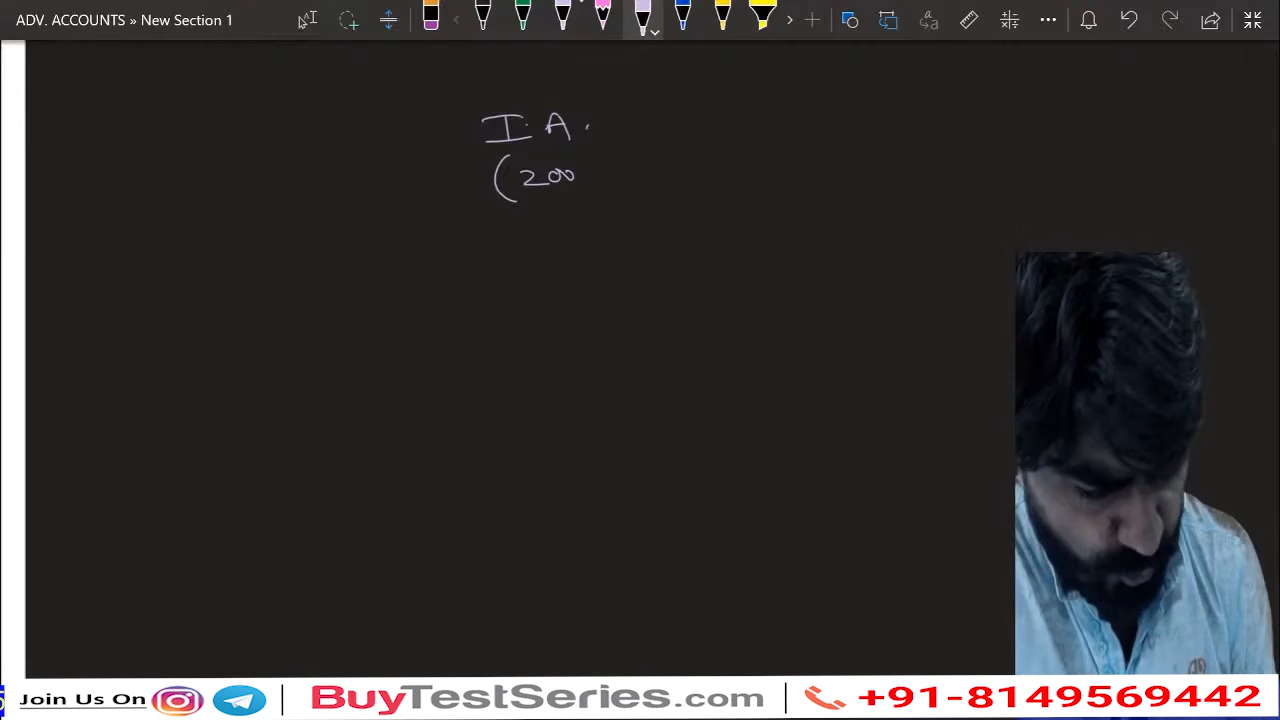 ADV. ACCOUNTS » New Section 1
I. A.
(200
Join Us On
BuyTestSeries.com
+91-8149569442